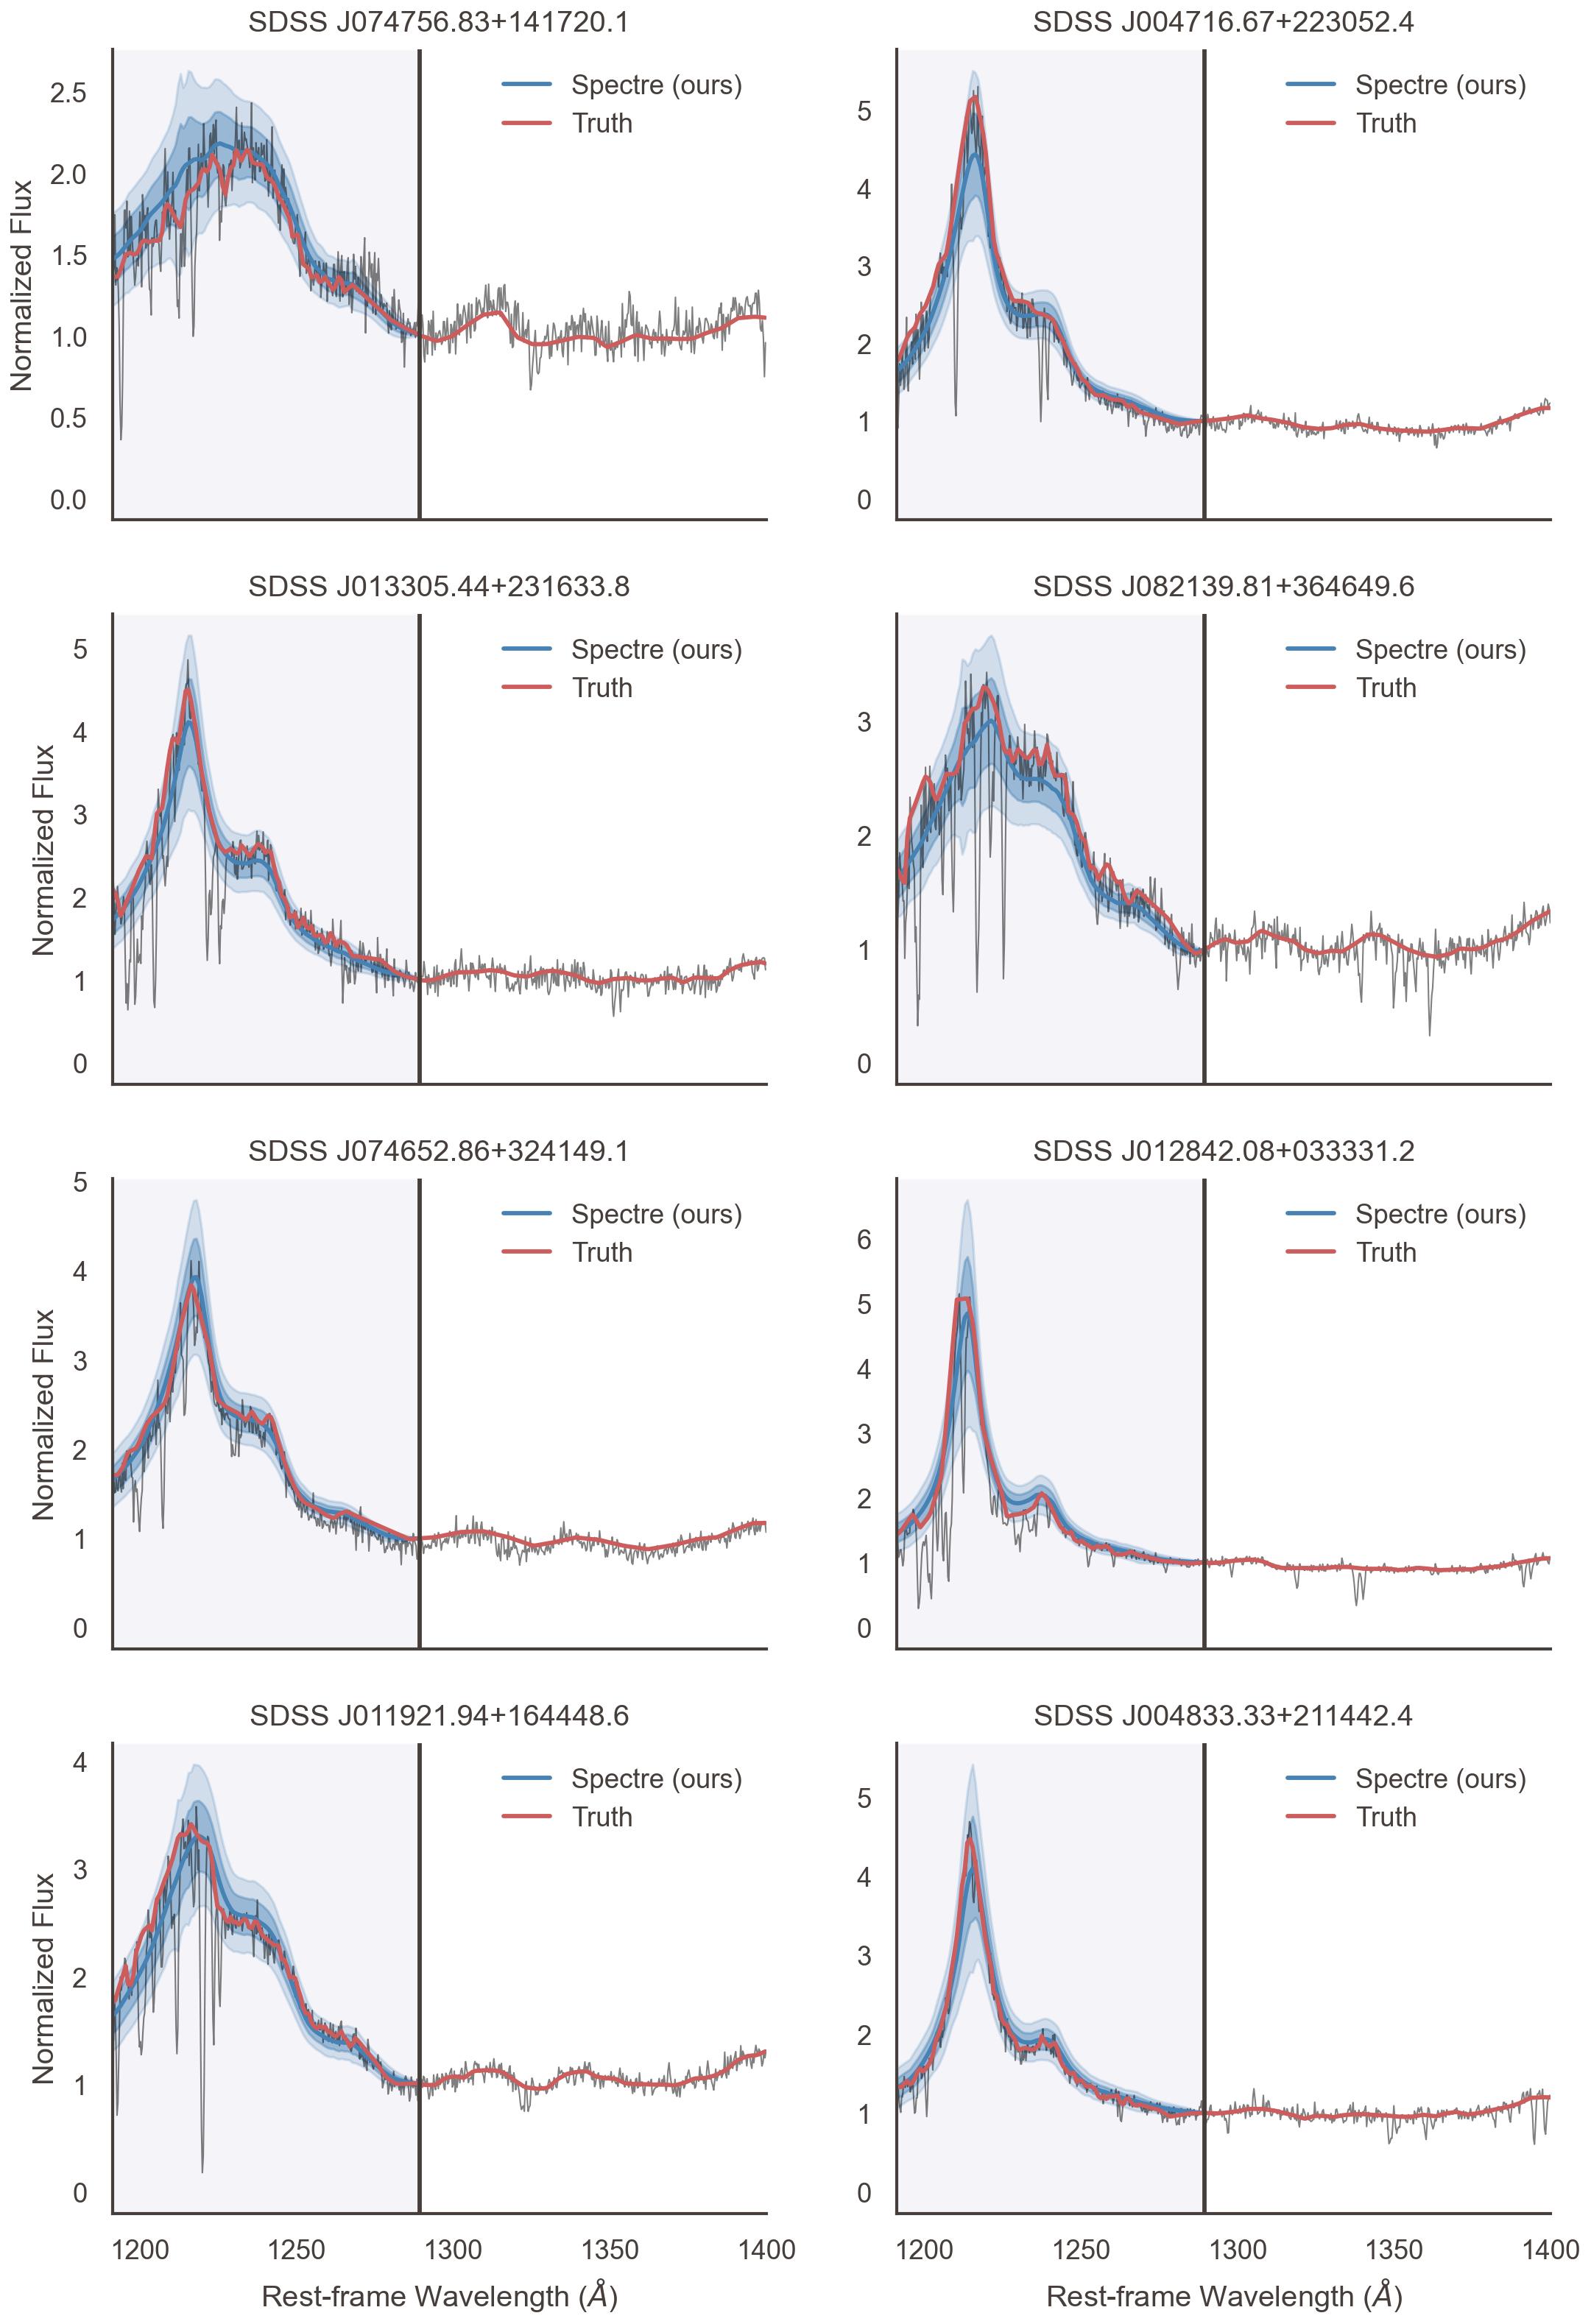 SDSS J074756.83+141720.1
Normalized Flux
2.5
2.0
1.5
1.0
0.5
0.0
Spectre (ours)
Truth
SDSS J004716.67+223052.4
5
4
3
2
1
0
Spectre (ours)
Truth
SDSS J013305.44+231633.8
Normalized Flux
5
4
3
2
1
0
Spectre (ours)
Truth
SDSS J082139.81+364649.6
3
2
1
0
Spectre (ours)
Truth
SDSS J074652.86+324149.1
Normalized Flux
5
4
3
2
1
0
Spectre (ours)
Truth
SDSS J012842.08+033331.2
6
5
4
3
2
1
0
Spectre (ours)
Truth
SDSS J011921.94+164448.6
Normalized Flux
4
3
2
1
0
Spectre (ours)
Truth
1200 1250 1300 1350 1400
Rest-frame Wavelength (Å)
SDSS J004833.33+211442.4
5
4
3
2
1
0
Spectre (ours)
Truth
1200 1250 1300 1350 1400
Rest-frame Wavelength (Å)